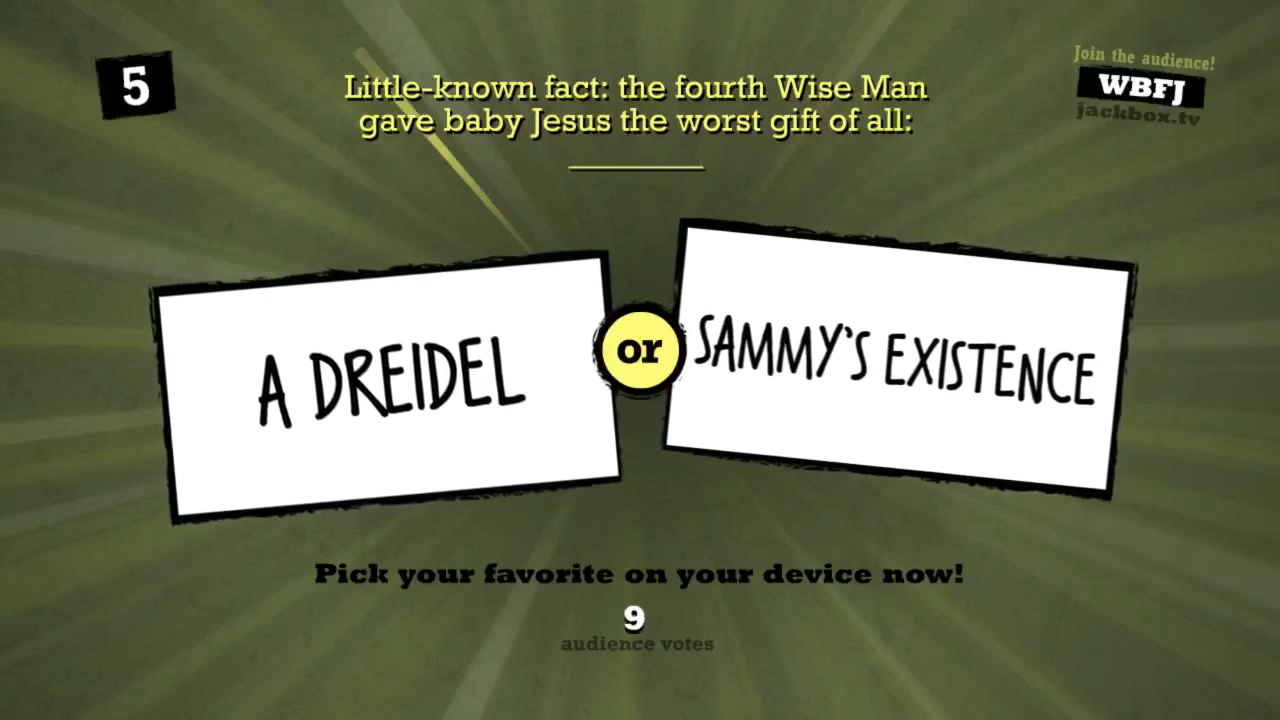 5
Little-known fact: the fourth Wise Man
gave baby Jesus the worst gift of all:
Join the audience!
WBFJ
jackbox.tv
A DREIDEL
or
SAMMY'S EXISTENCE
Pick your favorite on your device now!
9
audience votes